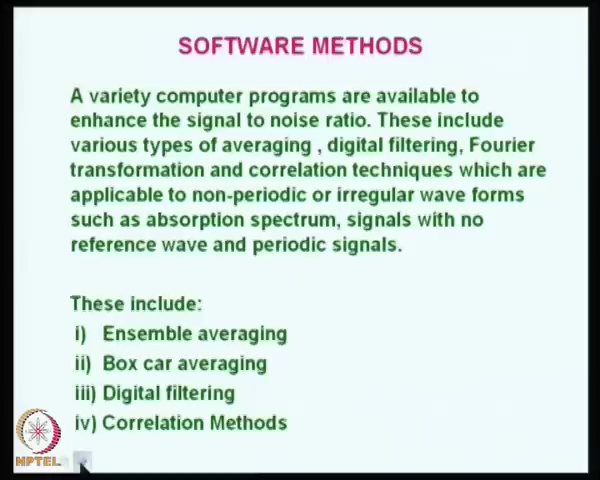 SOFTWARE METHODS
A variety computer programs are available to
enhance the signal to noise ratio. These include
various types of averaging , digital filtering, Fourier
transformation and correlation techniques which are
applicable to non-periodic or irregular wave forms
such as absorption spectrum, signals with no
reference wave and periodic signals.
These include:
i) Ensemble averaging
ii) Box car averaging
iii) Digital filtering
iv) Correlation Methods
NPTEL